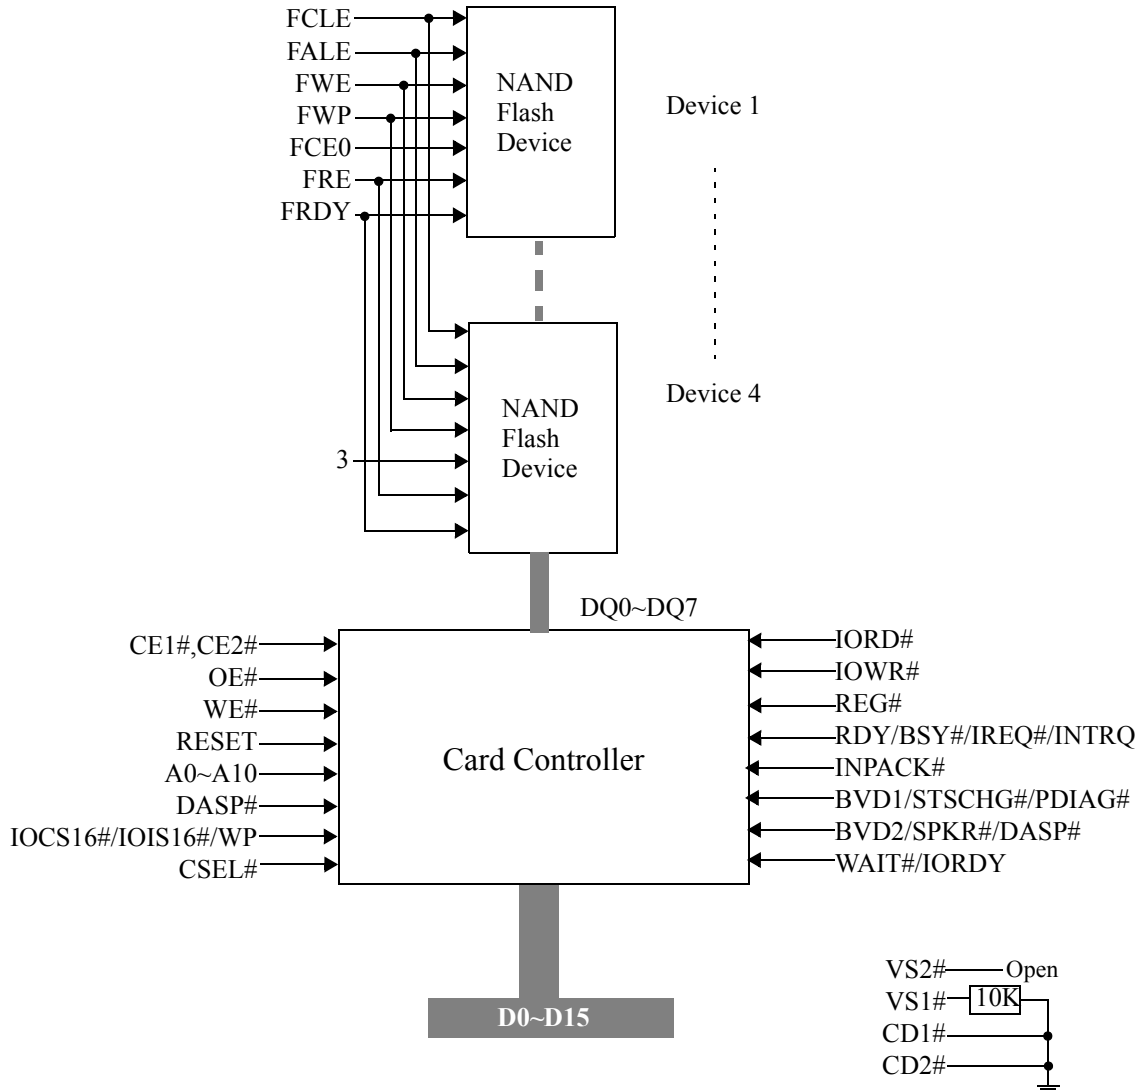 FCLE
FALE
FWE
FWP
FCE0
FRE
FRDY
NAND
Flash
Device
Device 1
NAND
Flash
Device
Device 4
3
DQ0~DQ7
CE1#,CE2#
OE#
WE#
RESET
A0~A10
DASP#
IOCS16#/IOIS16#/WP
CSEL#
Card Controller
IORD#
IOWR#
REG#
RDY/BSY#/IREQ#/INTRQ
INPACK#
BVD1/STSCHG#/PDIAG#
BVD2/SPKR#/DASP#
WAIT#/IORDY
D0~D15
VS2# Open
VS1# 10K
CD1#
CD2#